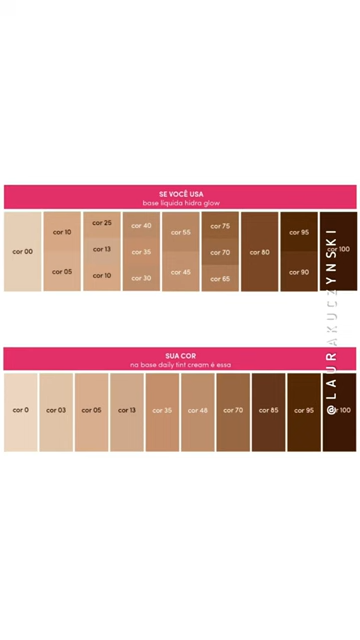 SE VOCÊ USA
base líquida hidra glow
cor 00
cor 10
cor 05
cor 25
cor 13
cor 10
cor 40
cor 35
cor 30
cor 55
cor 45
cor 75
cor 70
cor 65
cor 80
cor 95
cor 90
cor 100
SUA COR
na base daily tint cream é essa
cor 0
cor 03
cor 05
cor 13
cor 35
cor 48
cor 70
cor 85
cor 95
cor 100
@LAURAKUCZYNSKI